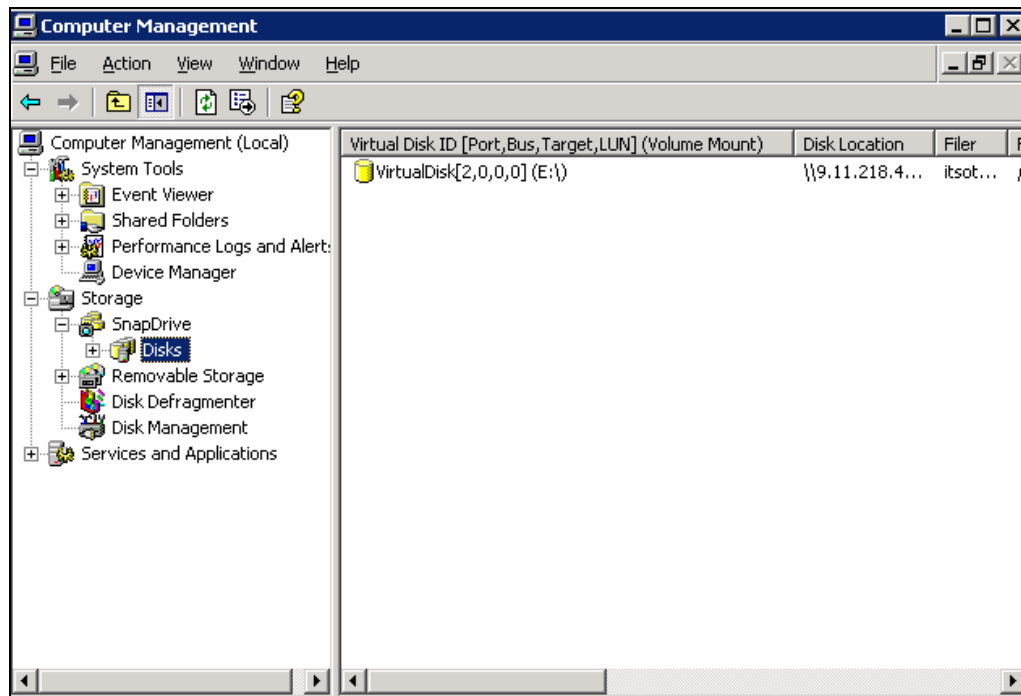 Computer Management
File Action View Window Help
Computer Management (Local)
System Tools
Event Viewer
Shared Folders
Performance Logs and Alert
Device Manager
Storage
SnapDrive
Disks
Removable Storage
Disk Defragmenter
Disk Management
Services and Applications
Virtual Disk ID [Port,Bus,Target,LUN] (Volume Mount) Disk Location Filer
VirtualDisk[2,0,0,0] (E:\) \\9.11.218.4... itsot...